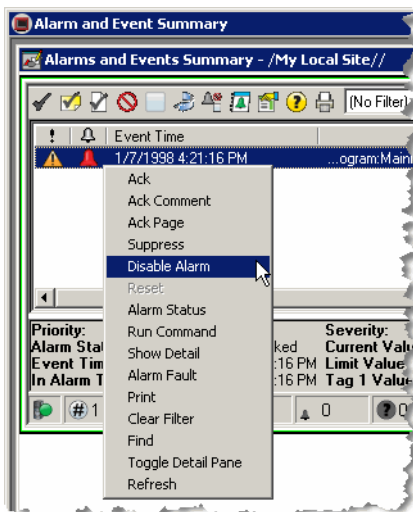 Alarm and Event Summary
Alarms and Events Summary - /My Local Site//
(No Filter)
! Event Time
1/7/1998 4:21:16 PM ...ogram:Main
Ack
Ack Comment
Ack Page
Suppress
Disable Alarm
Reset
Alarm Status
Run Command
Show Detail
Alarm Fault
Print
Clear Filter
Find
Toggle Detail Pane
Refresh
Priority: Severity:
Alarm Stat ked Current Valu
Event Tim :16 PM Limit Value
In Alarm T :16 PM Tag 1 Value
# 1 0 ? 0